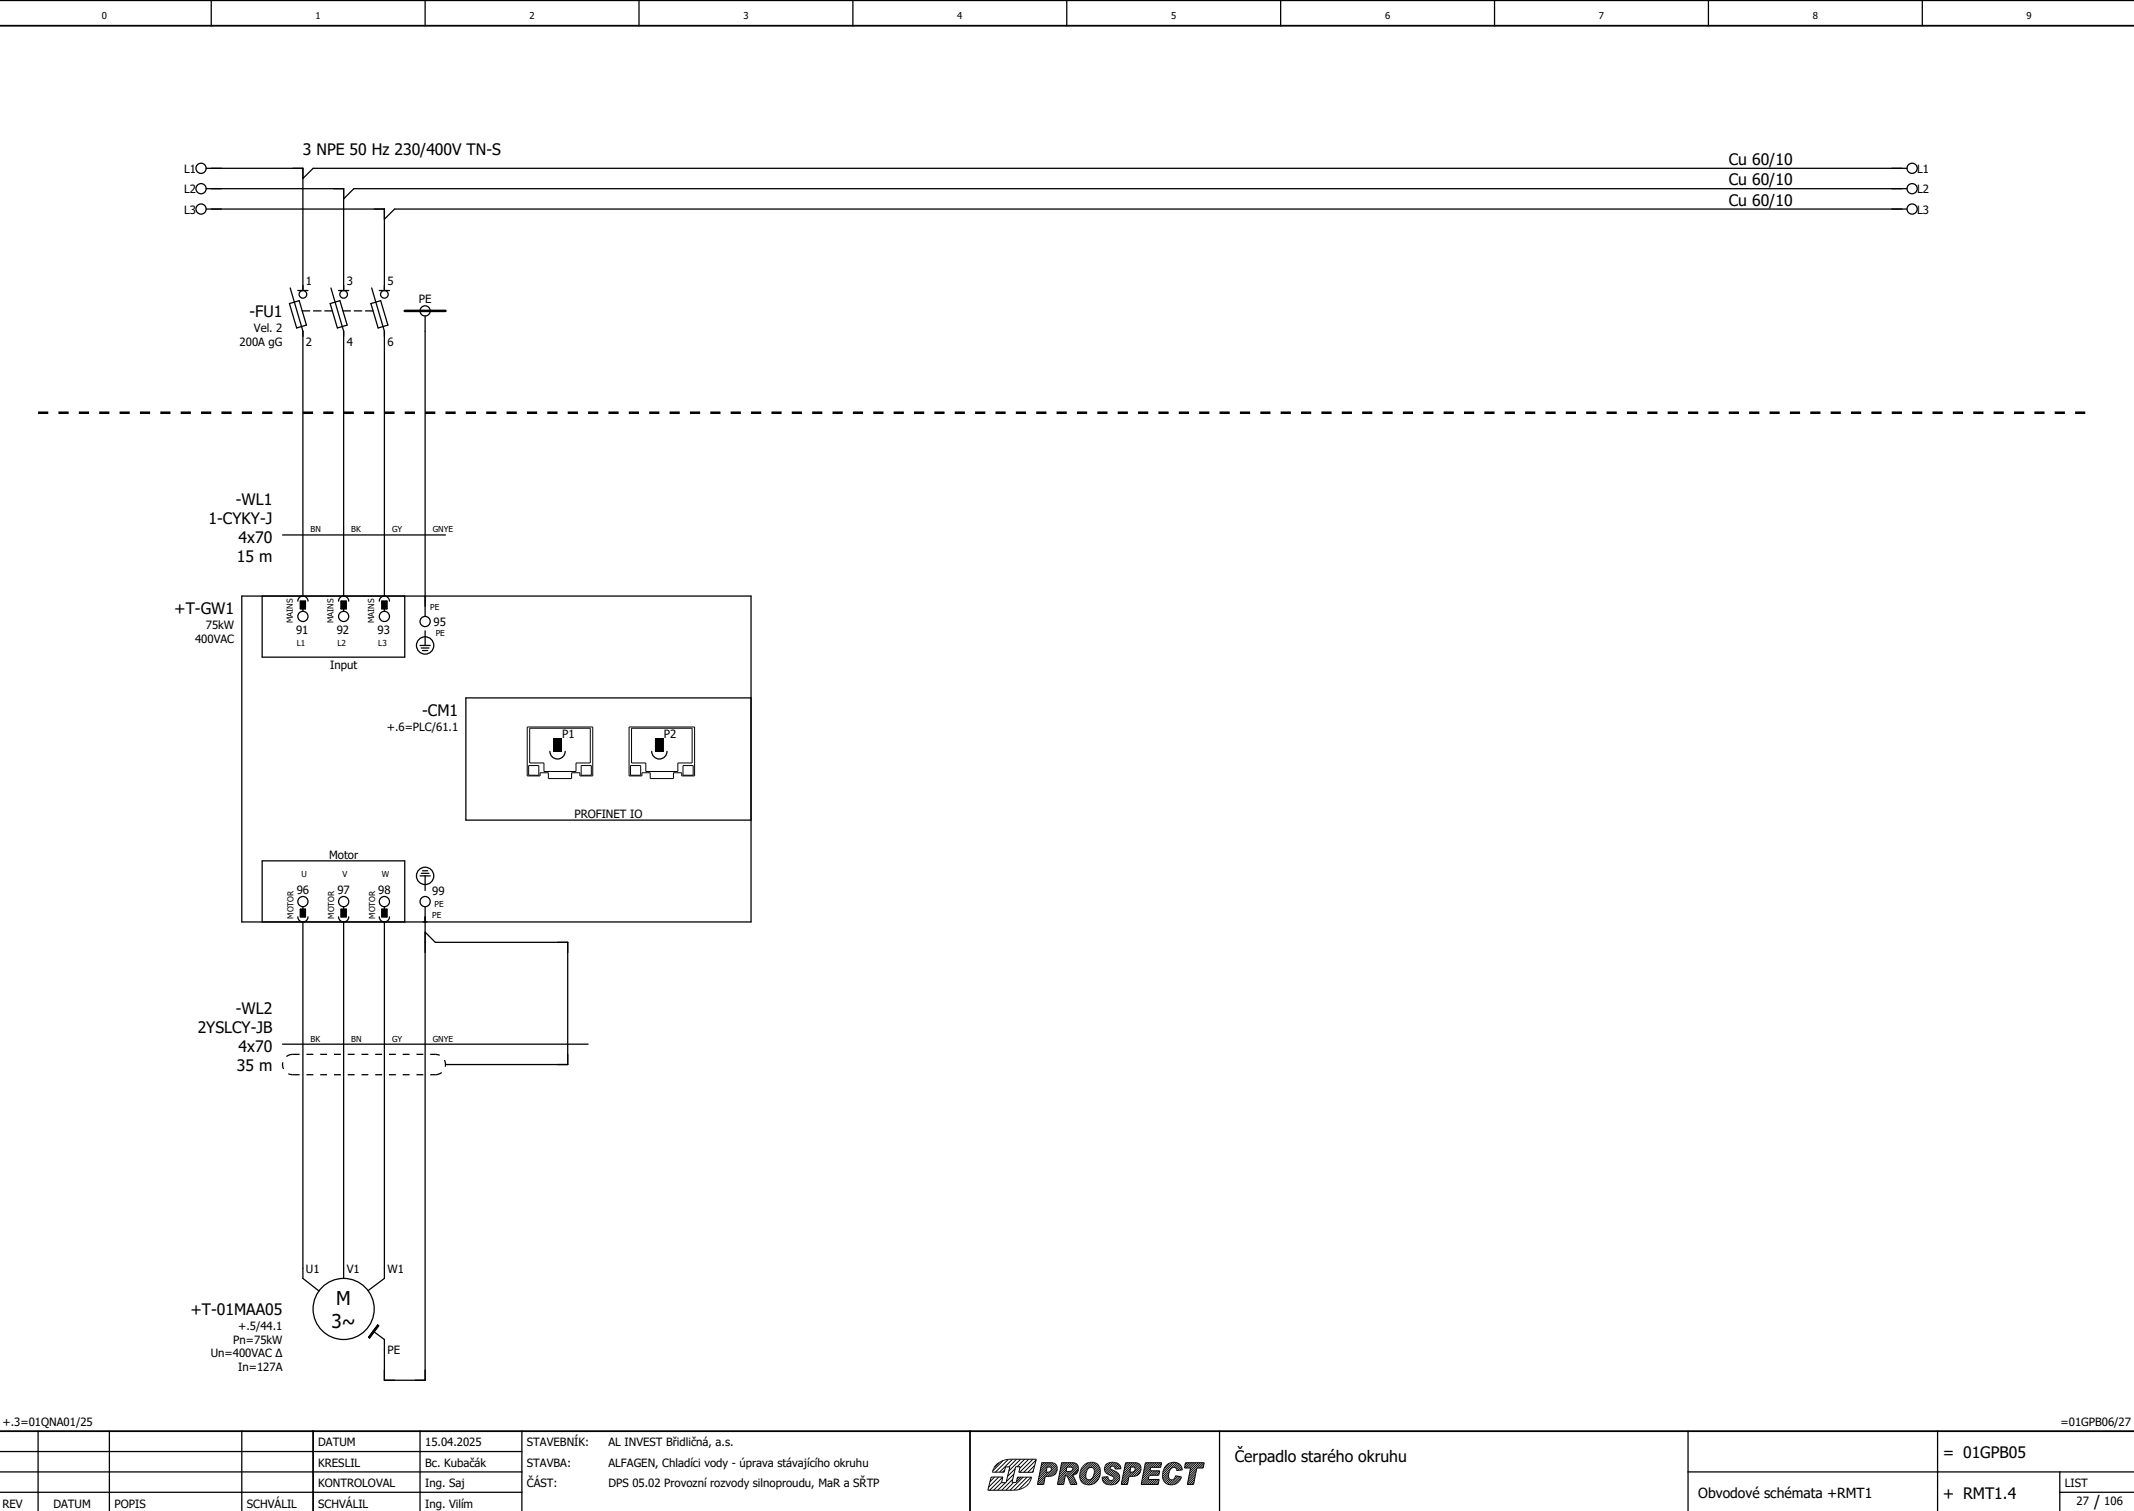 0 1 2 3 4 5 6 7 8 9
3 NPE 50 Hz 230/400V TN-S
L1 Cu 60/10 L1
L2 Cu 60/10 L2
L3 Cu 60/10 L3
1 3 5 PE
-FU1
Vel. 2
200A gG 2 4 6
-WL1
1-CYKY-J
4x70 BN BK GY GNYE
15 m
+T-GW1
75kW
400VAC
MAINS MAINS MAINS PE
91 92 93 95 PE
L1 L2 L3
Input
-CM1
+.6=PLC/61.1
P1 P2
PROFINET IO
Motor
U V W
MOTOR MOTOR MOTOR
96 97 98 99
PE
PE
-WL2
2YSLCY-JB
4x70 BK BN GY GNYE
35 m
U1 V1 W1
+T-01MAA05
+.5/44.1
Pn=75kW
Un=400VAC Δ
In=127A
M
3~
PE
+.3=01QNA01/25 =01GPB06/27
DATUM 15.04.2025 STAVEBNÍK: AL INVEST Břidličná, a.s.
KRESLIL Bc. Kubačák STAVBA: ALFAGEN, Chladíci vody - úprava stávajícího okruhu
KONTROLOVAL Ing. Saj ČÁST: DPS 05.02 Provozní rozvody silnoproudu, MaR a SŘTP
REV DATUM POPIS SCHVÁLIL SCHVÁLIL Ing. Vilím
PROSPECT
Čerpadlo starého okruhu
= 01GPB05
Obvodové schémata +RMT1
+ RMT1.4
LIST
27 / 106